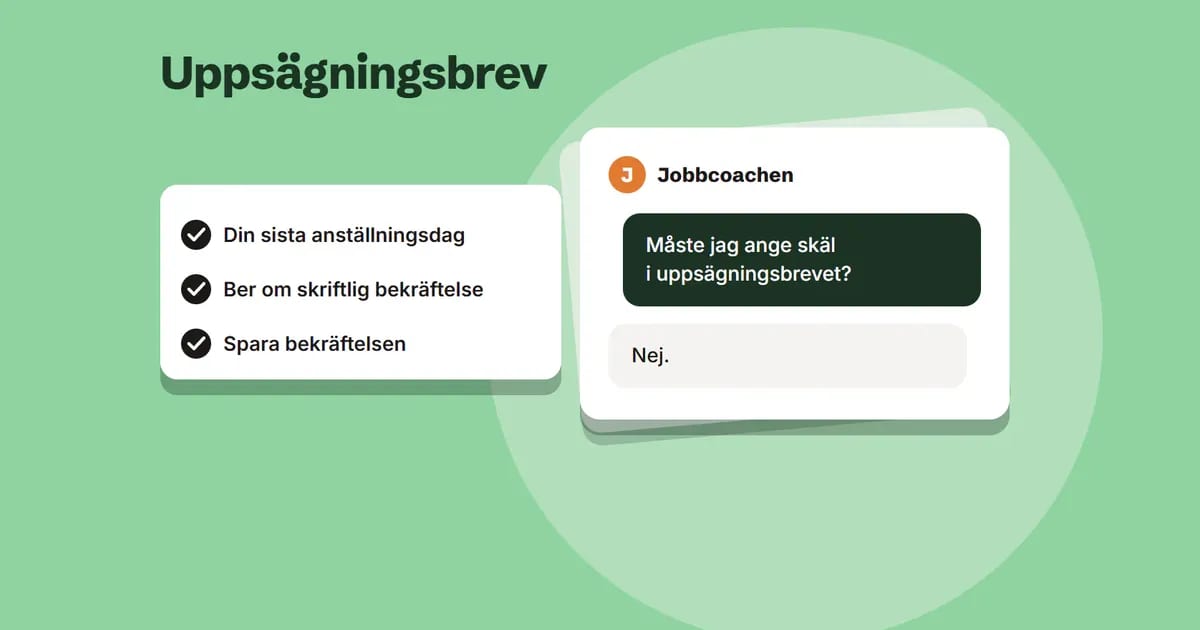 Uppsägningsbrev
Din sista anställningsdag
Ber om skriftlig bekräftelse
Spara bekräftelsen
J Jobbcoachen
Måste jag ange skäl
i uppsägningsbrevet?
Nej.